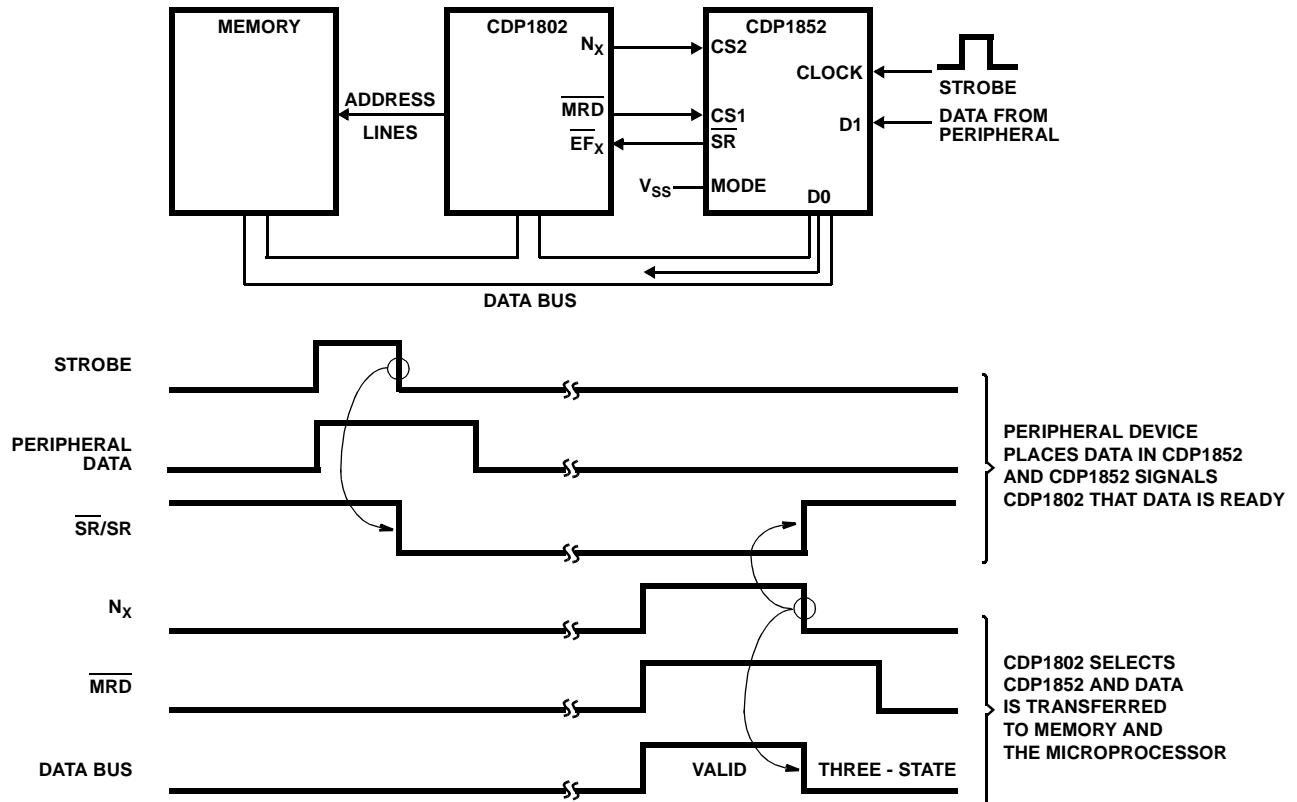 MEMORY
CDP1802
CDP1852
NX
CS2
CLOCK
STROBE
ADDRESS
LINES
MRD
CS1
D1
DATA FROM
PERIPHERAL
EFX
SR
VSS
MODE
D0
DATA BUS
STROBE
PERIPHERAL
DATA
SR/SR
PERIPHERAL DEVICE
PLACES DATA IN CDP1852
AND CDP1852 SIGNALS
CDP1802 THAT DATA IS READY
NX
MRD
DATA BUS
VALID
THREE - STATE
CDP1802 SELECTS
CDP1852 AND DATA
IS TRANSFERRED
TO MEMORY AND
THE MICROPROCESSOR